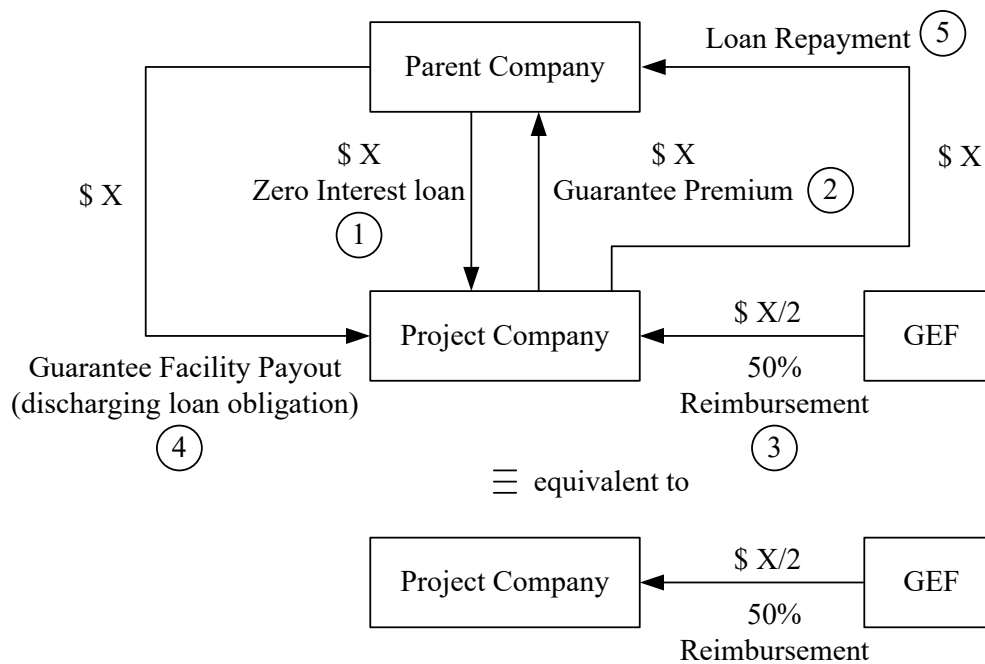 Loan Repayment 5
Parent Company
$ X
$ X
Zero Interest loan
1
$ X
Guarantee Premium 2
$ X
Project Company
$ X/2
50%
Reimbursement
3
GEF
Guarantee Facility Payout
(discharging loan obligation)
4
≡ equivalent to
Project Company
$ X/2
50%
Reimbursement
GEF